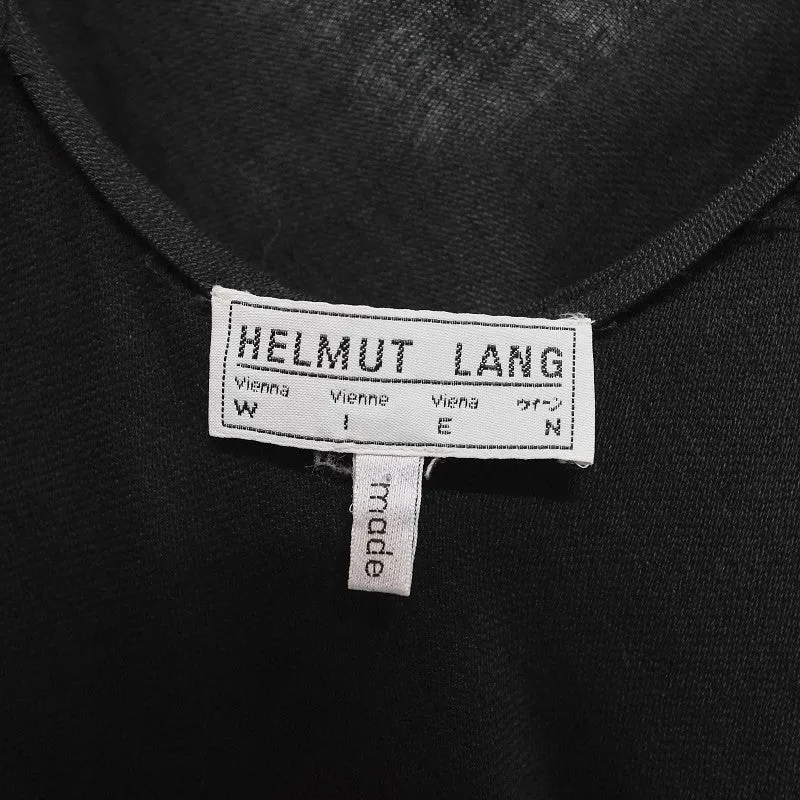 HELMUT LANG
Vienna Vienne Viena ウィーン
W I E N
made